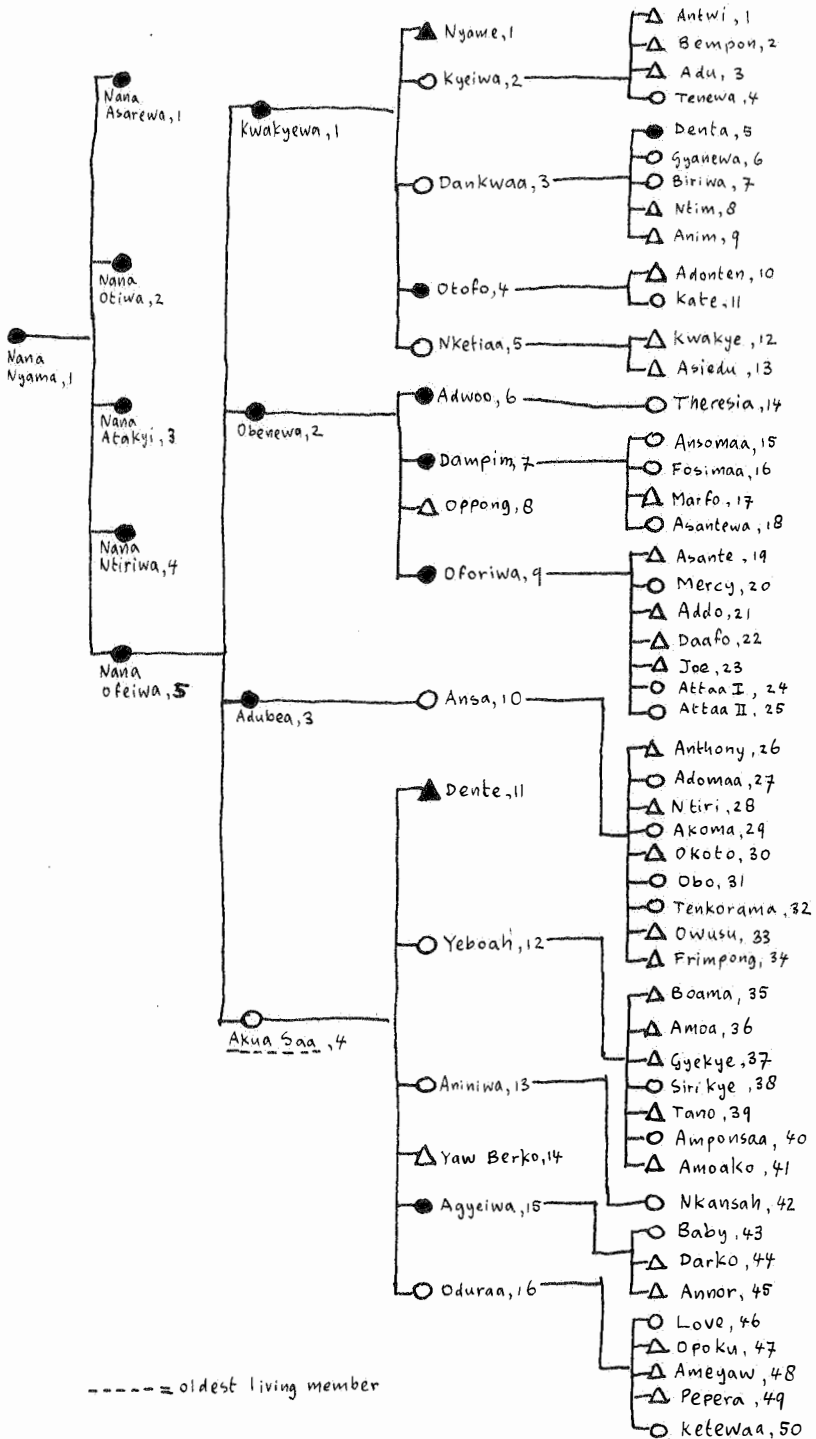 Nana
Nyama, 1
Nana
Asarewa, 1
Nana
Otiwa, 2
Nana
Atakyi, 3
Nana
Ntiriwa, 4
Nana
Ofeiwa, 5
Kwakyewa, 1
Obenewa, 2
Adubea, 3
Akua Saa, 4
Nyame, 1
Kyeiwa, 2
Dankwaa, 3
Otofo, 4
Nketiaa, 5
Adwoo, 6
Dampim, 7
Oppong, 8
Oforiwa, 9
Ansa, 10
Dente, 11
Yeboah, 12
Aniniwa, 13
Yaw Berko, 14
Agyeiwa, 15
Oduraa, 16
Antwi, 1
Bempon, 2
Adu, 3
Tenewa, 4
Denta, 5
Gyanewa, 6
Biriwa, 7
Ntim, 8
Anim, 9
Adonten, 10
Kate, 11
Kwakye, 12
Asiedu, 13
Theresia, 14
Ansomaa, 15
Fosimaa, 16
Marfo, 17
Asantewa, 18
Asante, 19
Mercy, 20
Addo, 21
Daafo, 22
Joe, 23
Attaa I, 24
Attaa II, 25
Anthony, 26
Adomaa, 27
Ntiri, 28
Akoma, 29
Okoto, 30
Obo, 31
Tenkorama, 32
Owusu, 33
Frimpong, 34
Boama, 35
Amoa, 36
Gyekye, 37
Sirikye, 38
Tano, 39
Amponsaa, 40
Amoako, 41
Nkansah, 42
Baby, 43
Darko, 44
Annor, 45
Love, 46
Opoku, 47
Ameyaw, 48
Pepera, 49
Ketewaa, 50
------ = oldest living member